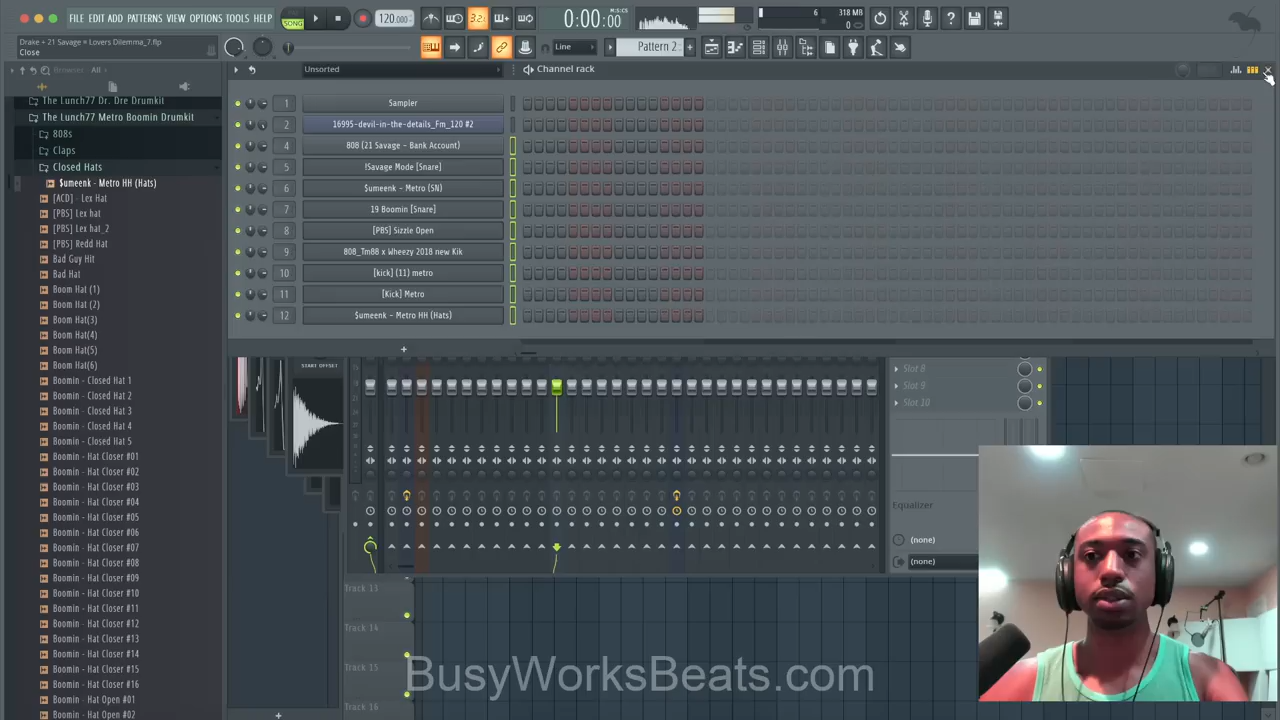 FILE EDIT ADD PATTERNS VIEW OPTIONS TOOLS HELP
SONG
120.000
32:
0:00:00
M:S:CS
6
318 MB
0
Drake + 21 Savage = Lovers Dilemma_7.flp
Close
Line
Pattern 2
Browser - All
Unsorted
Channel rack
The Lunch77 Dr. Dre Drumkit
The Lunch77 Metro Boomin Drumkit
808s
Claps
Closed Hats
$umeenk - Metro HH (Hats)
[ACD] - Lex Hat
[PBS] Lex hat
[PBS] Lex hat_2
[PBS] Redd Hat
Bad Guy Hit
Bad Hat
Boom Hat (1)
Boom Hat (2)
Boom Hat(3)
Boom Hat(4)
Boom Hat(5)
Boom Hat(6)
Boomin - Closed Hat 1
Boomin - Closed Hat 2
Boomin - Closed Hat 3
Boomin - Closed Hat 4
Boomin - Closed Hat 5
Boomin - Hat Closer #01
Boomin - Hat Closer #02
Boomin - Hat Closer #03
Boomin - Hat Closer #04
Boomin - Hat Closer #05
Boomin - Hat Closer #06
Boomin - Hat Closer #07
Boomin - Hat Closer #08
Boomin - Hat Closer #09
Boomin - Hat Closer #10
Boomin - Hat Closer #11
Boomin - Hat Closer #12
Boomin - Hat Closer #13
Boomin - Hat Closer #14
Boomin - Hat Closer #15
Boomin - Hat Closer #16
Boomin - Hat Open #01
Boomin - Hat Open #02
1 Sampler
2 16995-devil-in-the-details_Fm_120 #2
4 808 (21 Savage - Bank Account)
5 !Savage Mode [Snare]
6 $umeenk - Metro (SN)
7 19 Boomin [Snare]
8 [PBS] Sizzle Open
9 808_Tm88 x Wheezy 2018 new Kik
10 [kick] (11) metro
11 [Kick] Metro
12 $umeenk - Metro HH (Hats)
START OFFSET
Slot 8
Slot 9
Slot 10
Equalizer
(none)
(none)
Track 13
Track 14
Track 15
Track 16
BusyWorksBeats.com